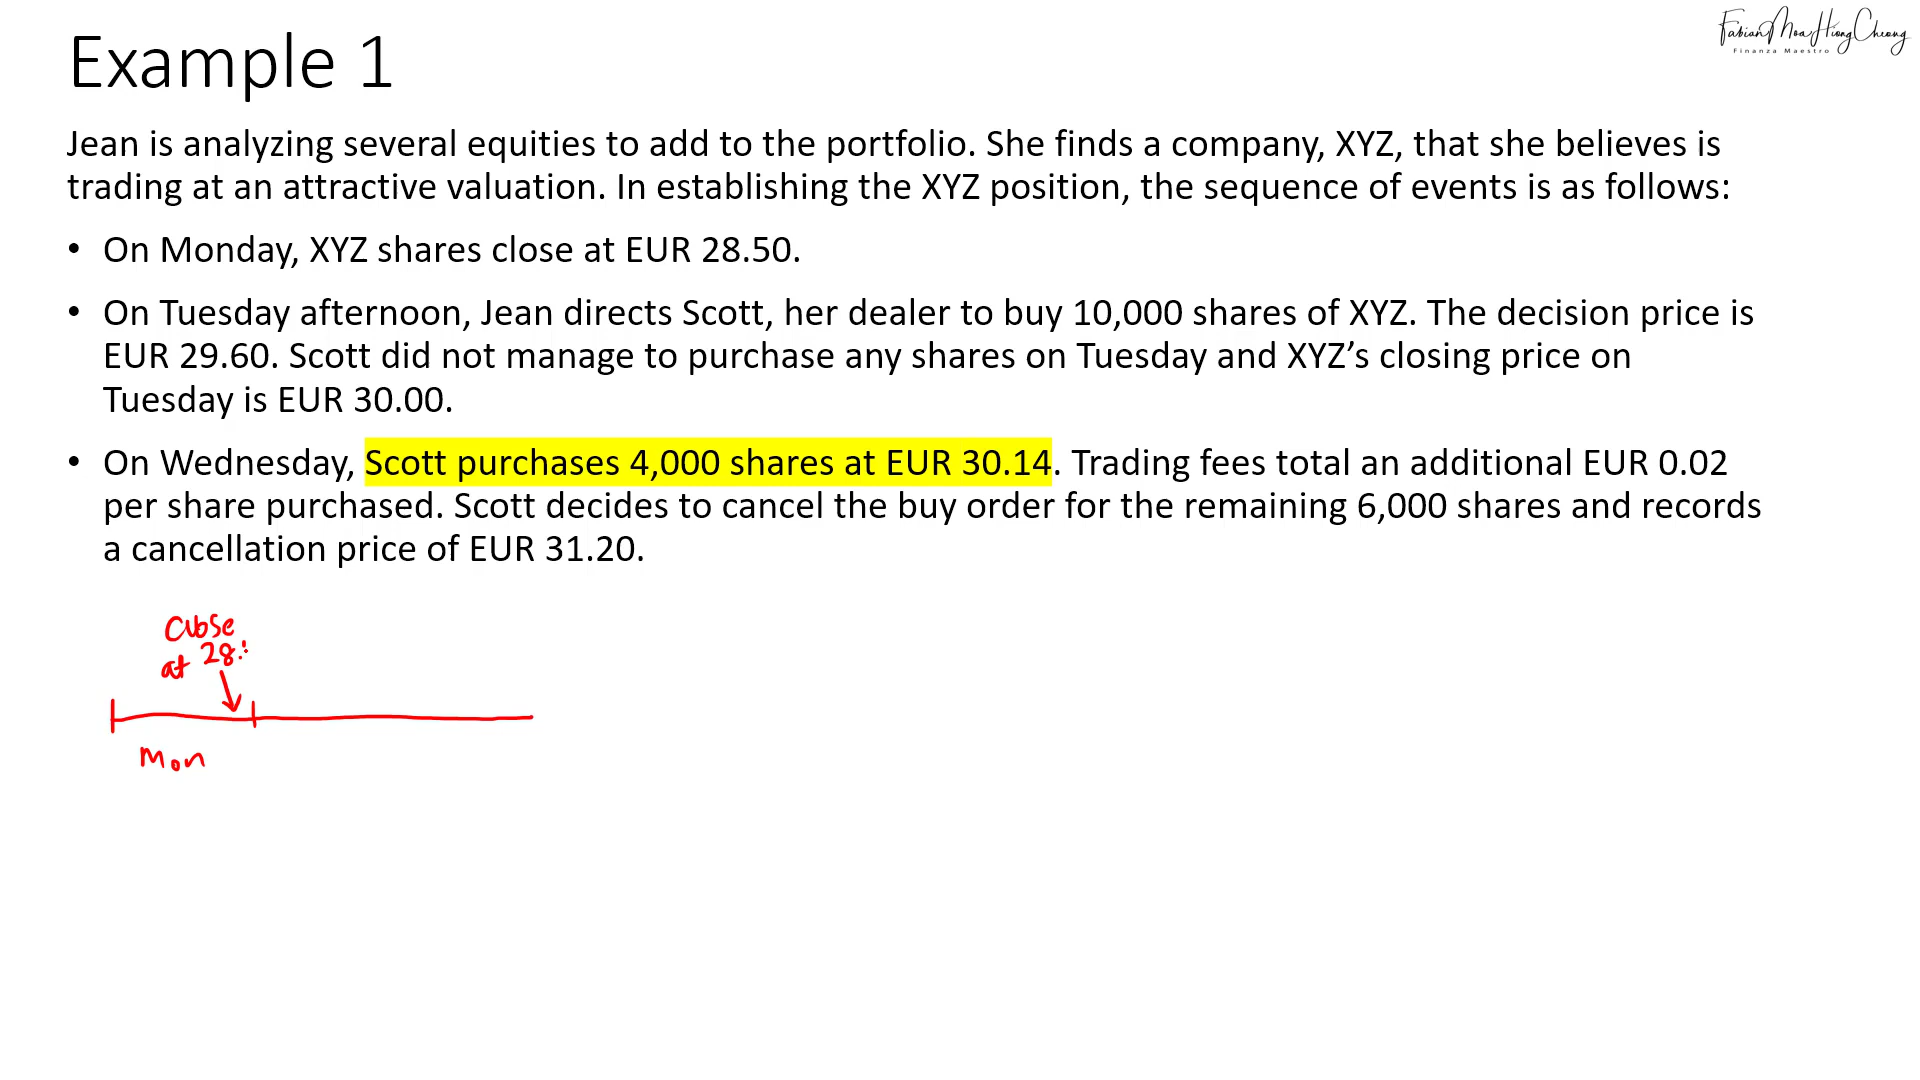 Fabian Moa Hiong Cheong
Finanza Maestro
Example 1
Jean is analyzing several equities to add to the portfolio. She finds a company, XYZ, that she believes is
trading at an attractive valuation. In establishing the XYZ position, the sequence of events is as follows:
• On Monday, XYZ shares close at EUR 28.50.
• On Tuesday afternoon, Jean directs Scott, her dealer to buy 10,000 shares of XYZ. The decision price is
EUR 29.60. Scott did not manage to purchase any shares on Tuesday and XYZ’s closing price on
Tuesday is EUR 30.00.
• On Wednesday, Scott purchases 4,000 shares at EUR 30.14. Trading fees total an additional EUR 0.02
per share purchased. Scott decides to cancel the buy order for the remaining 6,000 shares and records
a cancellation price of EUR 31.20.
Close
at 28.
Mon